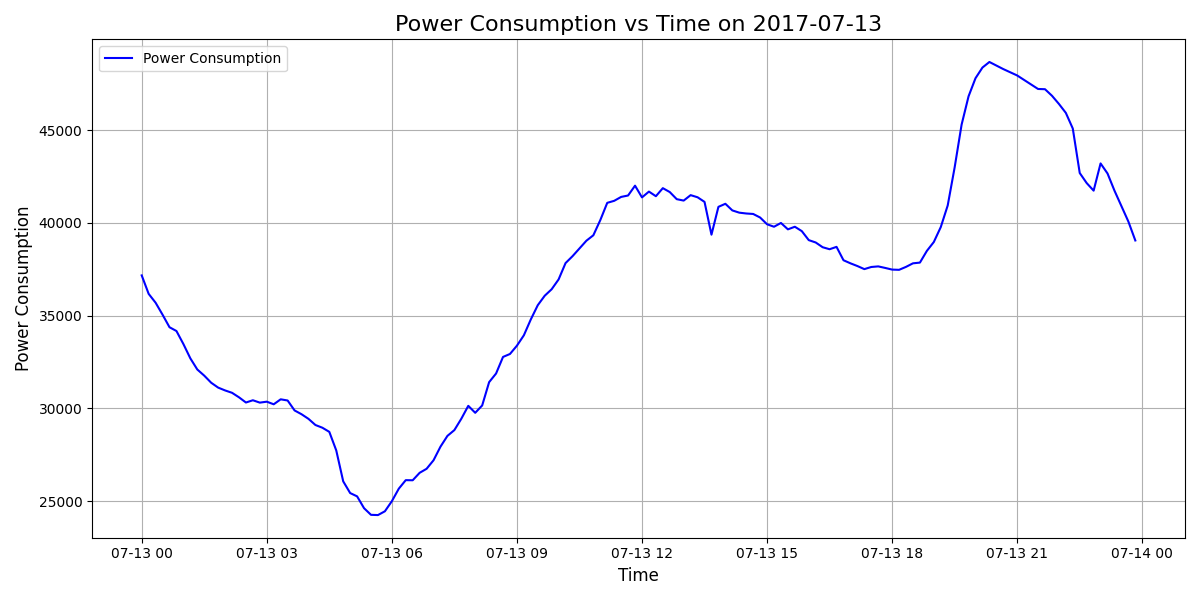 Power Consumption vs Time on 2017-07-13
Power Consumption
45000
40000
35000
30000
25000
Power Consumption
07-13 00 07-13 03 07-13 06 07-13 09 07-13 12 07-13 15 07-13 18 07-13 21 07-14 00
Time